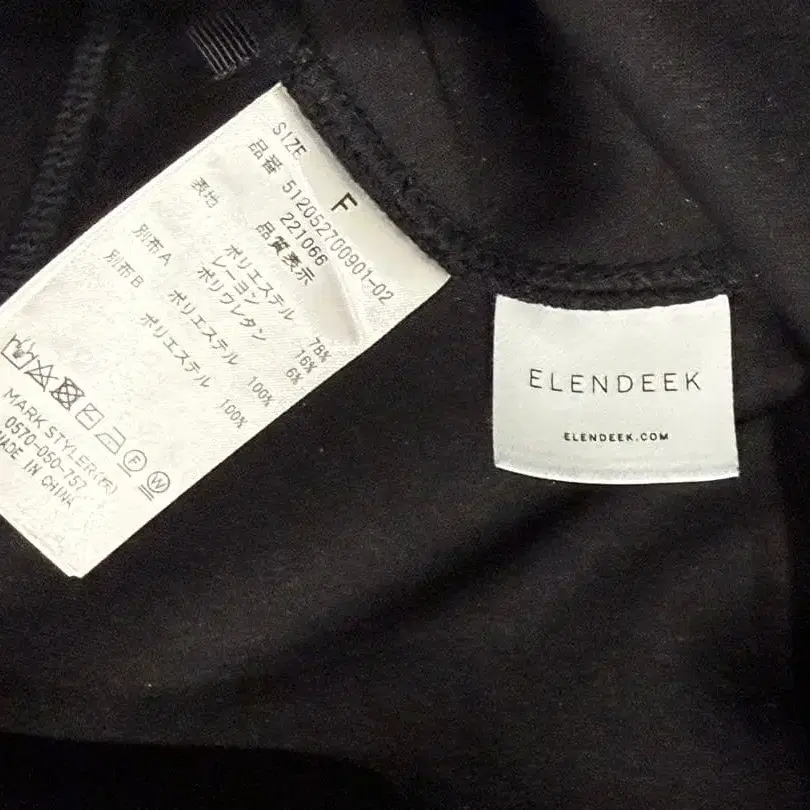 SIZE F
品番 512052700901-02
221066
品質表示
表地 ポリエステル 78%
レーヨン 16%
ポリウレタン 6%
別布A ポリエステル 100%
別布B ポリエステル 100%
MARK STYLER(株)
0570-050-757
MADE IN CHINA
ELENDEEK
ELENDEEK.COM